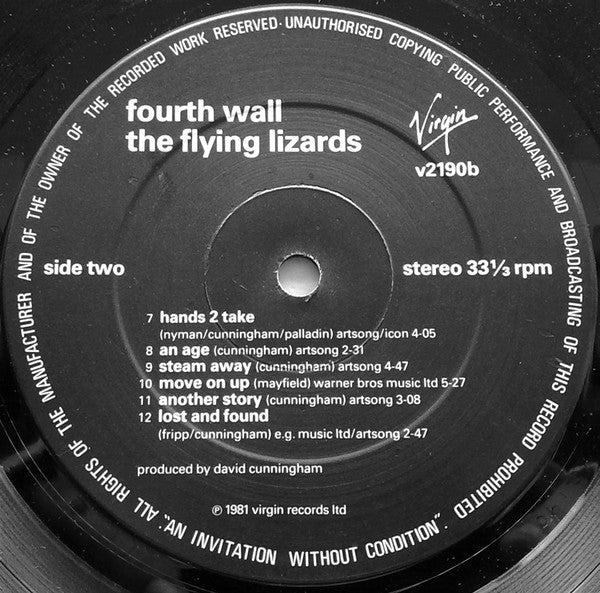 ALL RIGHTS OF THE MANUFACTURER AND OF THE OWNER OF THE RECORDED WORK RESERVED · UNAUTHORISED COPYING PUBLIC PERFORMANCE AND BROADCASTING OF THIS RECORD PROHIBITED :"AN INVITATION WITHOUT CONDITION".
fourth wall
the flying lizards
Virgin
v2190b
side two
stereo 33⅓ rpm
7 hands 2 take
(nyman/cunningham/palladin) artsong/icon 4-05
8 an age (cunningham) artsong 2-31
9 steam away (cunningham) artsong 4-47
10 move on up (mayfield) warner bros music ltd 5-27
11 another story (cunningham) artsong 3-08
12 lost and found
(fripp/cunningham) e.g. music ltd/artsong 2-47
produced by david cunningham
℗ 1981 virgin records ltd